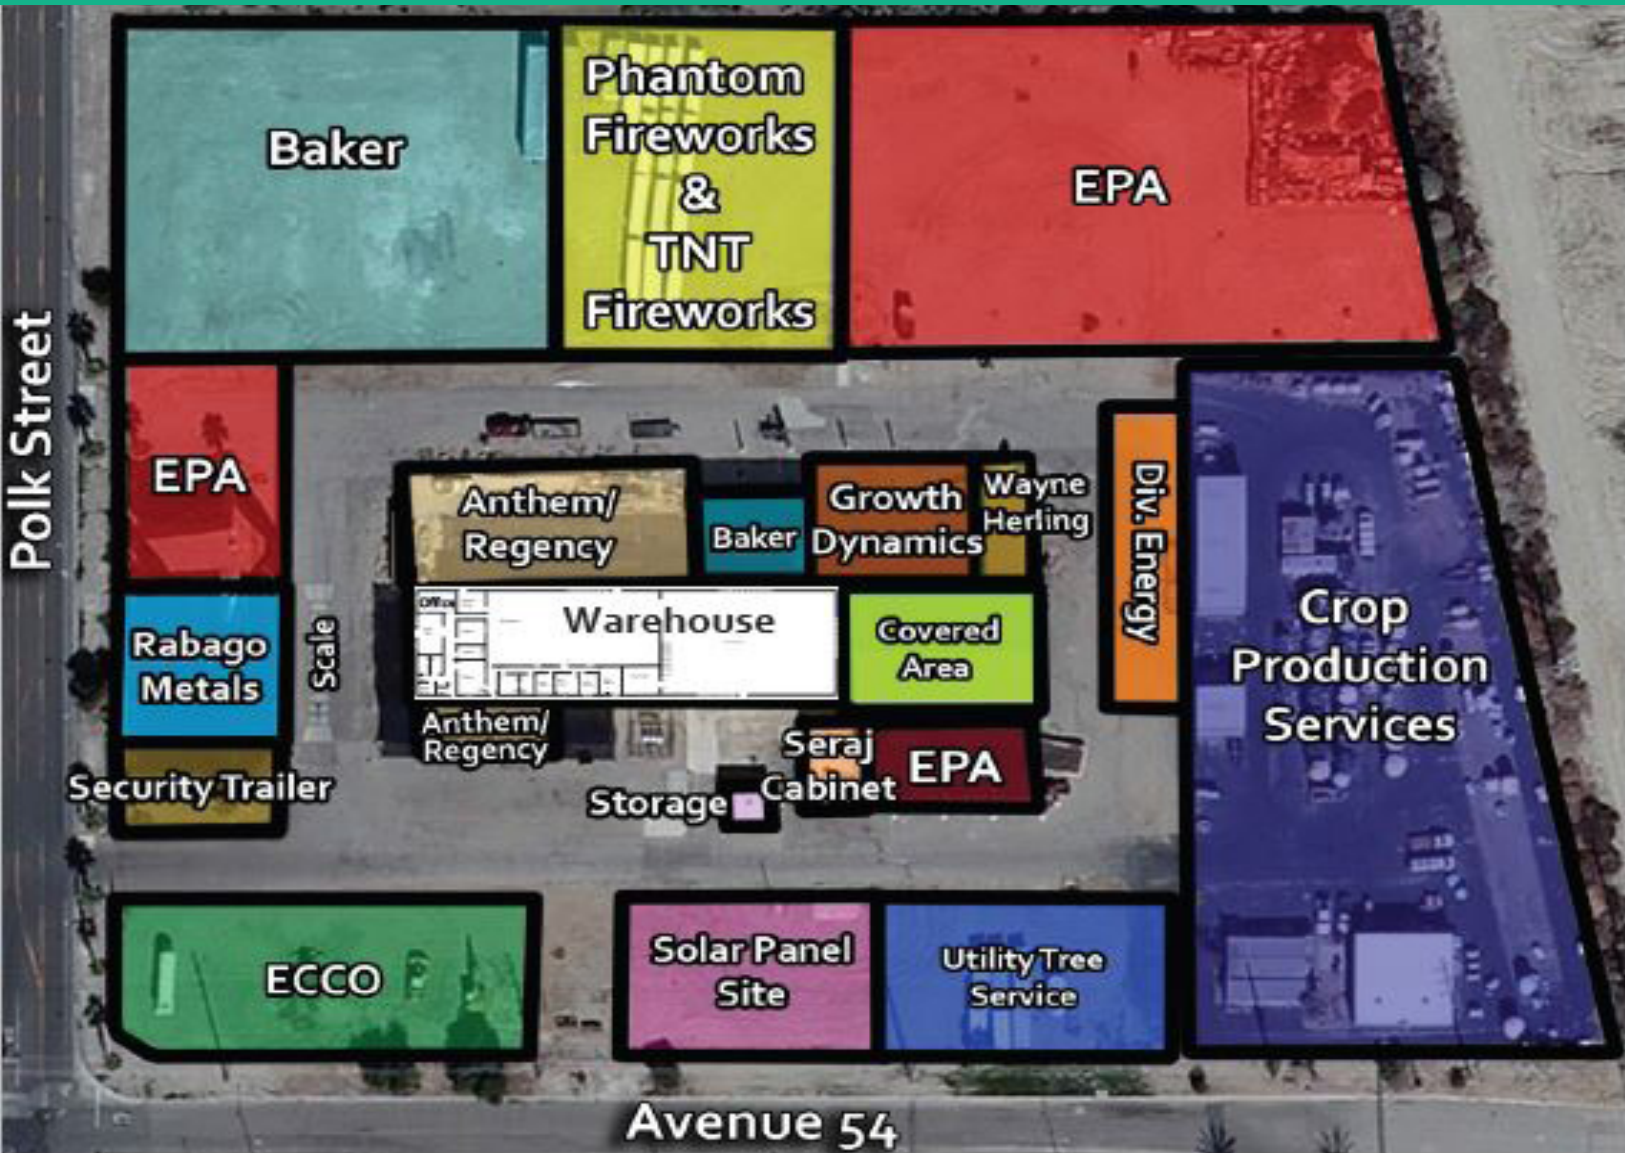 Baker
Phantom
Fireworks
&
TNT
Fireworks
EPA
Polk Street
EPA
Anthem/
Regency
Baker
Growth
Dynamics
Wayne
Herling
Div. Energy
Crop
Production
Services
Office
Warehouse
Covered
Area
Rabago
Metals
Scale
Anthem/
Regency
Seraj
Cabinet
EPA
Storage
Security Trailer
ECCO
Solar Panel
Site
Utility Tree
Service
Avenue 54